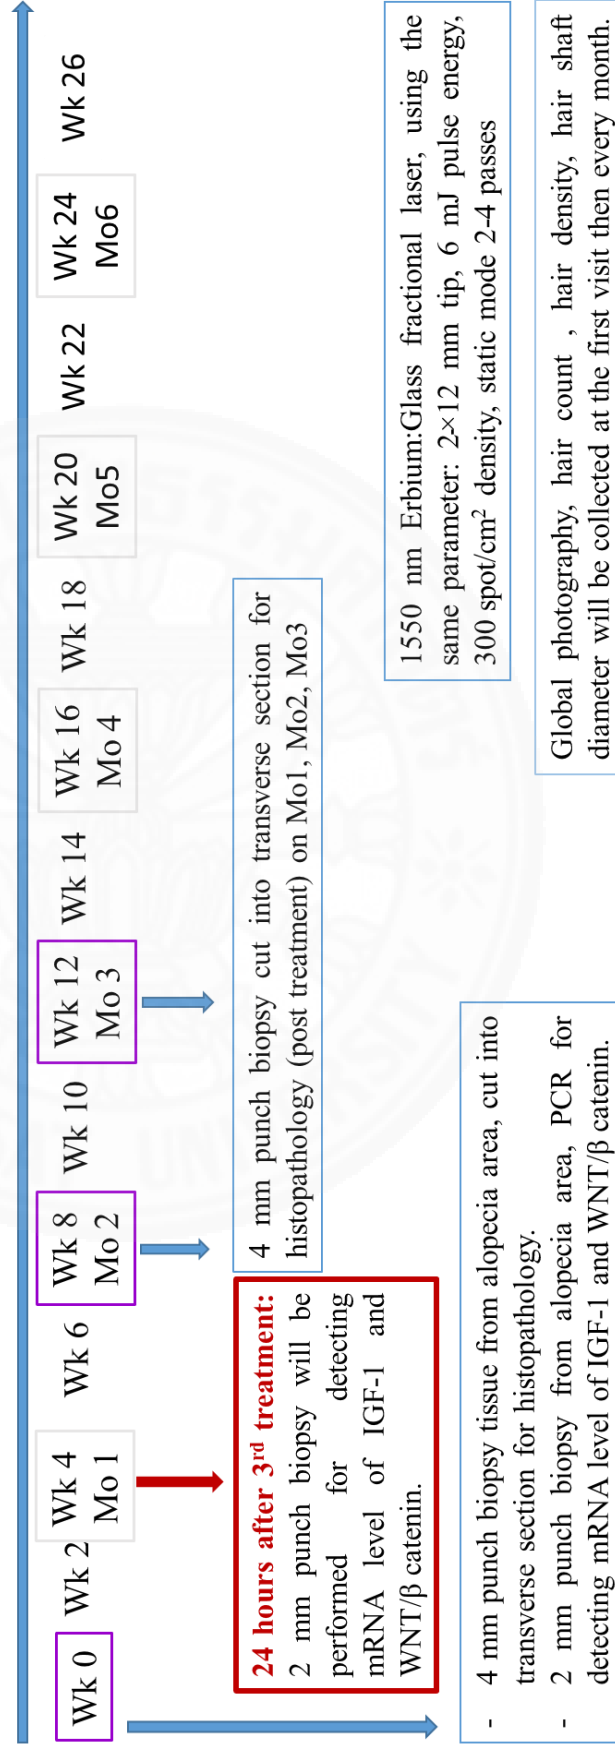 Wk 0
Wk 2
Wk 4
Mo 1
Wk 6
Wk 8
Mo 2
Wk 10
Wk 12
Mo 3
Wk 14
Wk 16
Mo 4
Wk 18
Wk 20
Mo5
Wk 22
Wk 24
Mo6
Wk 26
24 hours after 3rd treatment:
2 mm punch biopsy will be
performed for detecting
mRNA level of IGF-1 and
WNT/β catenin.
4 mm punch biopsy cut into transverse section for
histopathology (post treatment) on Mo1, Mo2, Mo3
- 4 mm punch biopsy tissue from alopecia area, cut into
transverse section for histopathology.
- 2 mm punch biopsy from alopecia area, PCR for
detecting mRNA level of IGF-1 and WNT/β catenin.
1550 nm Erbium:Glass fractional laser, using the
same parameter: 2×12 mm tip, 6 mJ pulse energy,
300 spot/cm² density, static mode 2-4 passes
Global photography, hair count , hair density, hair shaft
diameter will be collected at the first visit then every month.